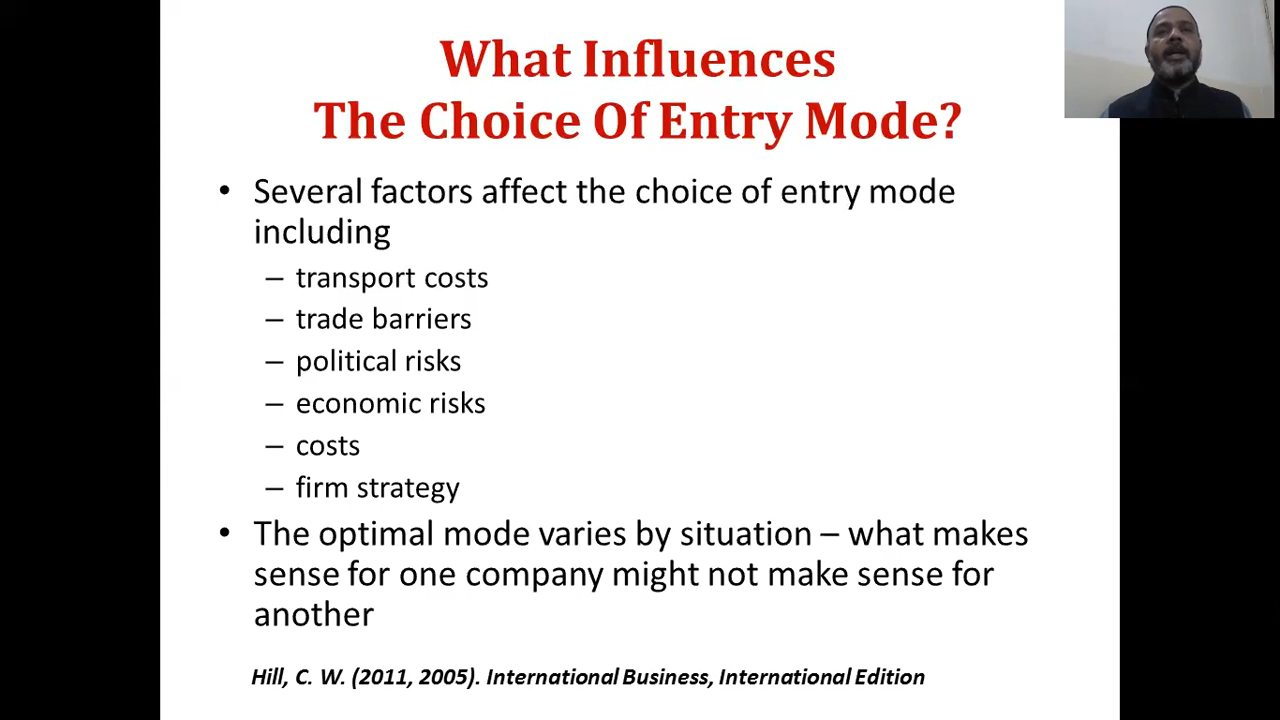 What Influences
The Choice Of Entry Mode?
• Several factors affect the choice of entry mode
including
– transport costs
– trade barriers
– political risks
– economic risks
– costs
– firm strategy
• The optimal mode varies by situation – what makes
sense for one company might not make sense for
another
Hill, C. W. (2011, 2005). International Business, International Edition